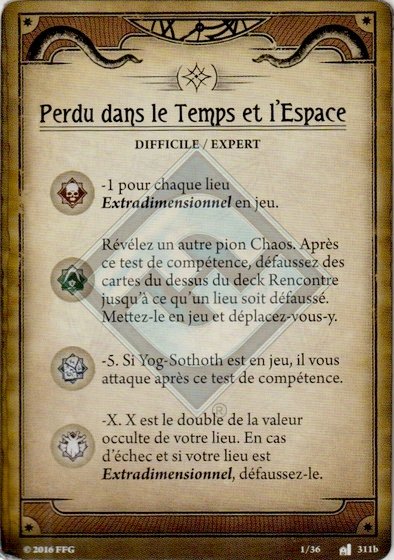 Perdu dans le Temps et l'Espace
DIFFICILE / EXPERT
-1 pour chaque lieu
Extradimensionnel en jeu.
Révélez un autre pion Chaos. Après
ce test de compétence, défaussez des
cartes du dessus du deck Rencontre
jusqu'à ce qu'un lieu soit défaussé.
Mettez-le en jeu et déplacez-vous-y.
-5. Si Yog-Sothoth est en jeu, il vous
attaque après ce test de compétence.
-X. X est le double de la valeur
occulte de votre lieu. En cas
d'échec et si votre lieu est
Extradimensionnel, défaussez-le.
®
© 2016 FFG 1/36 311b